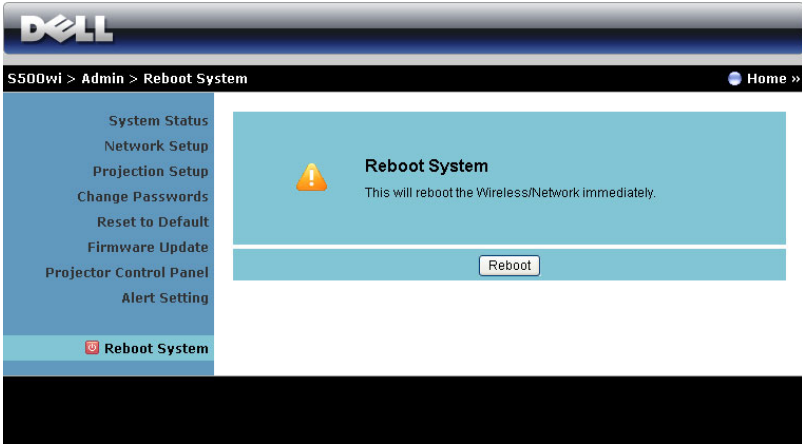 DELL
S500wi > Admin > Reboot System
Home »
System Status
Network Setup
Projection Setup
Change Passwords
Reset to Default
Firmware Update
Projector Control Panel
Alert Setting
Reboot System
Reboot System
This will reboot the Wireless/Network immediately.
Reboot